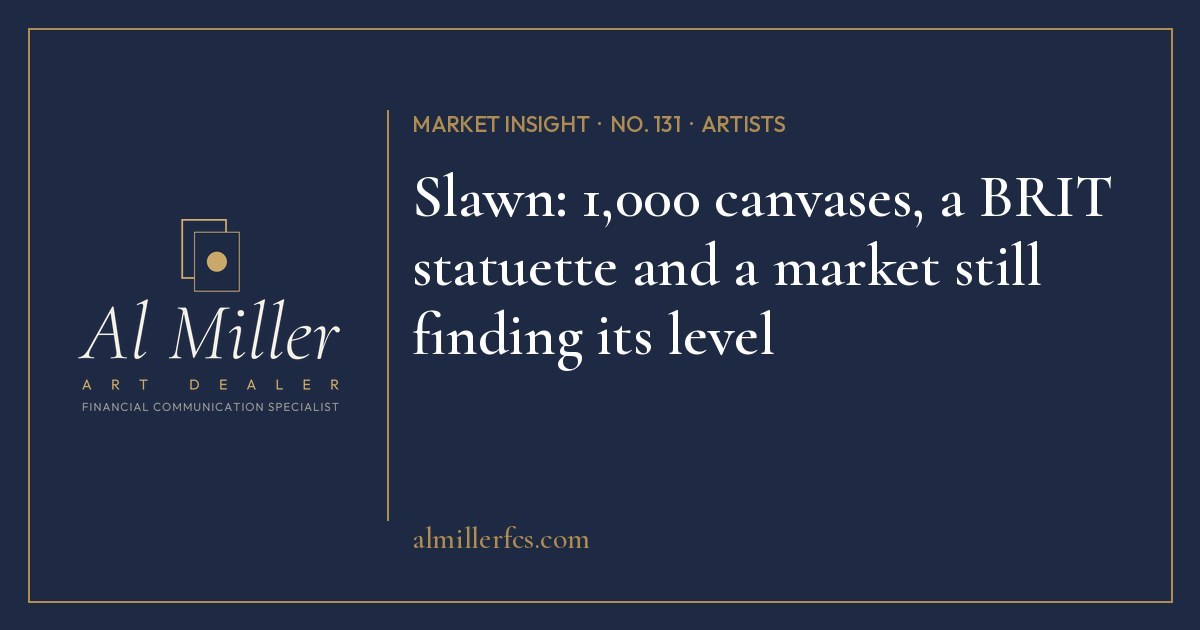 Al Miller
ART DEALER
FINANCIAL COMMUNICATION SPECIALIST
MARKET INSIGHT · NO. 131 · ARTISTS
Slawn: 1,000 canvases, a BRIT
statuette and a market still
finding its level
almillerfcs.com